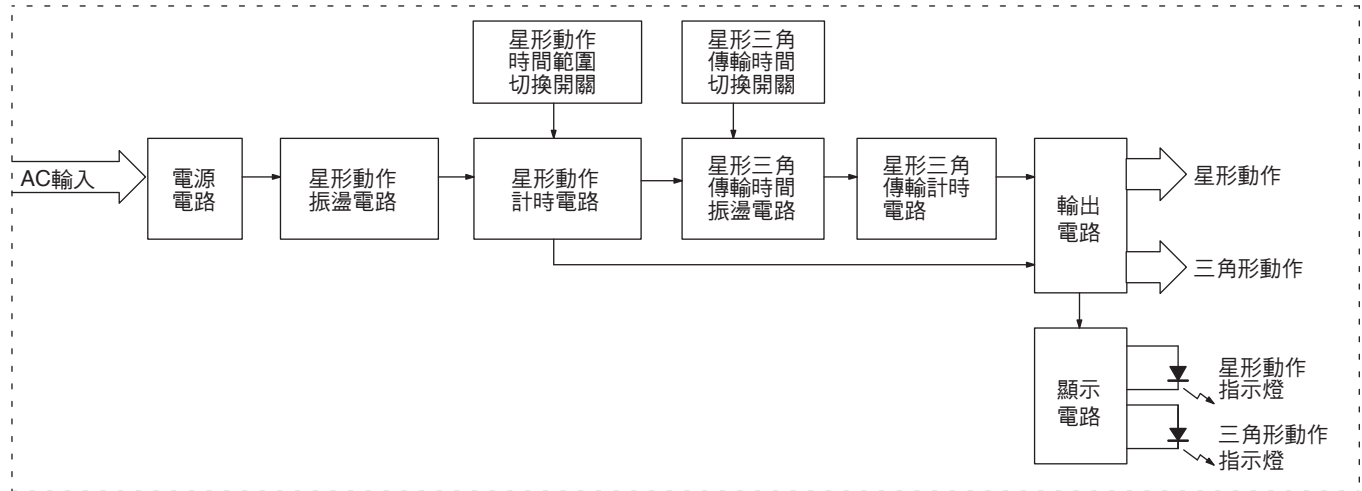 星形動作
時間範圍
切換開關
星形三角
傳輸時間
切換開關
AC輸入
電源
電路
星形動作
振盪電路
星形動作
計時電路
星形三角
傳輸時間
振盪電路
星形三角
傳輸計時
電路
輸出
電路
星形動作
三角形動作
顯示
電路
星形動作
指示燈
三角形動作
指示燈